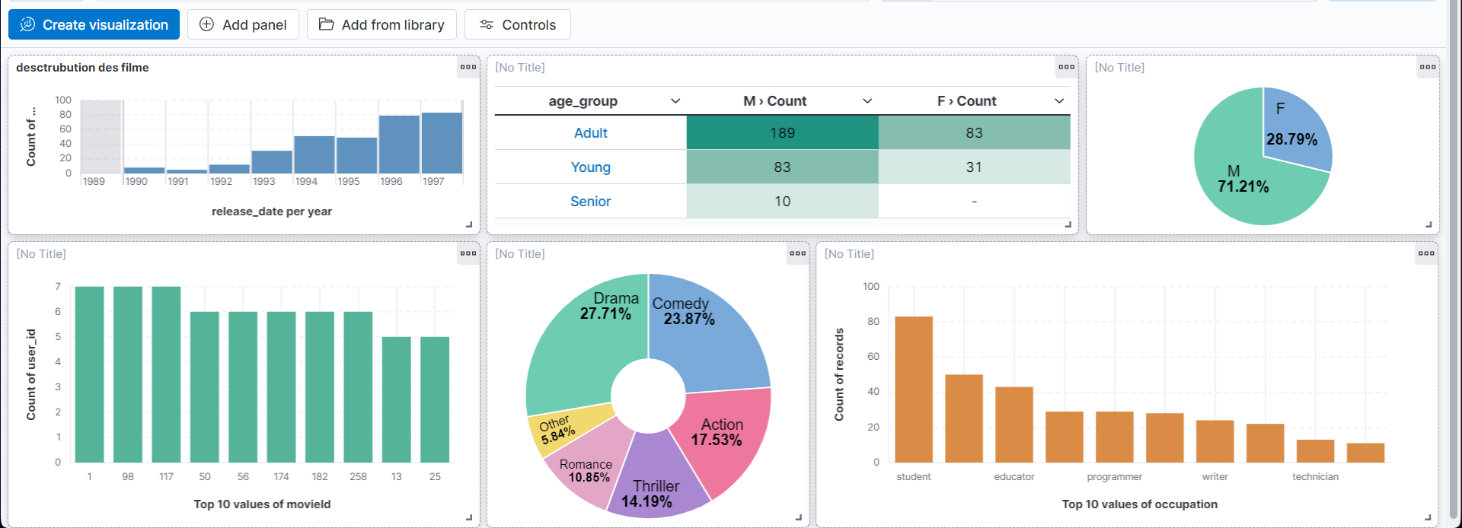 Create visualization
Add panel
Add from library
Controls
desctrubution des filme
100
80
60
40
20
0
Count of ...
1989 1990 1991 1992 1993 1994 1995 1996 1997
release_date per year
[No Title]
age_group M › Count F › Count
Adult 189 83
Young 83 31
Senior 10 -
[No Title]
F
28.79%
M
71.21%
[No Title]
7
6
5
4
3
2
1
0
Count of user_id
1 98 117 50 56 174 182 258 13 25
Top 10 values of movieId
[No Title]
Drama
27.71%
Comedy
23.87%
Action
17.53%
Other
5.84%
Romance
10.85%
Thriller
14.19%
[No Title]
100
80
60
40
20
0
Count of records
student educator programmer writer technician
Top 10 values of occupation